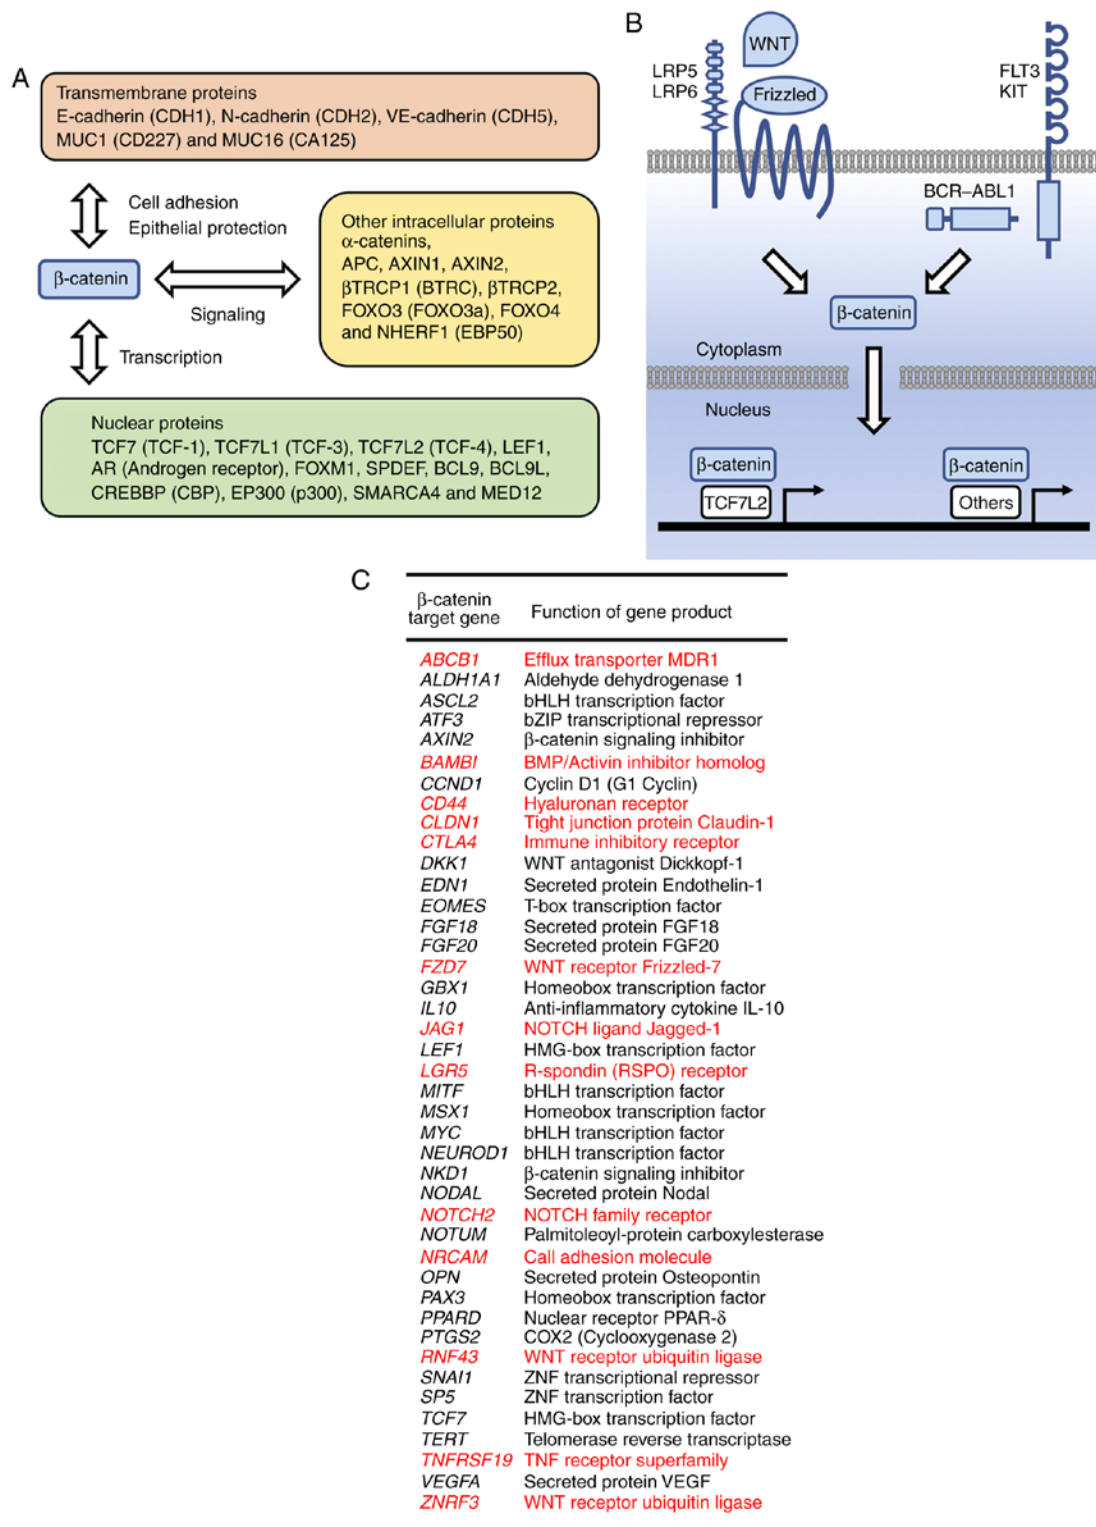 A
Transmembrane proteins
E-cadherin (CDH1), N-cadherin (CDH2), VE-cadherin (CDH5),
MUC1 (CD227) and MUC16 (CA125)
Cell adhesion
Epithelial protection
β-catenin
Signaling
Other intracellular proteins
α-catenins,
APC, AXIN1, AXIN2,
βTRCP1 (BTRC), βTRCP2,
FOXO3 (FOXO3a), FOXO4
and NHERF1 (EBP50)
Transcription
Nuclear proteins
TCF7 (TCF-1), TCF7L1 (TCF-3), TCF7L2 (TCF-4), LEF1,
AR (Androgen receptor), FOXM1, SPDEF, BCL9, BCL9L,
CREBBP (CBP), EP300 (p300), SMARCA4 and MED12
B
WNT
LRP5
LRP6
Frizzled
FLT3
KIT
BCR–ABL1
β-catenin
Cytoplasm
Nucleus
β-catenin
TCF7L2
β-catenin
Others
C
β-catenin target gene Function of gene product
ABCB1 Efflux transporter MDR1
ALDH1A1 Aldehyde dehydrogenase 1
ASCL2 bHLH transcription factor
ATF3 bZIP transcriptional repressor
AXIN2 β-catenin signaling inhibitor
BAMBI BMP/Activin inhibitor homolog
CCND1 Cyclin D1 (G1 Cyclin)
CD44 Hyaluronan receptor
CLDN1 Tight junction protein Claudin-1
CTLA4 Immune inhibitory receptor
DKK1 WNT antagonist Dickkopf-1
EDN1 Secreted protein Endothelin-1
EOMES T-box transcription factor
FGF18 Secreted protein FGF18
FGF20 Secreted protein FGF20
FZD7 WNT receptor Frizzled-7
GBX1 Homeobox transcription factor
IL10 Anti-inflammatory cytokine IL-10
JAG1 NOTCH ligand Jagged-1
LEF1 HMG-box transcription factor
LGR5 R-spondin (RSPO) receptor
MITF bHLH transcription factor
MSX1 Homeobox transcription factor
MYC bHLH transcription factor
NEUROD1 bHLH transcription factor
NKD1 β-catenin signaling inhibitor
NODAL Secreted protein Nodal
NOTCH2 NOTCH family receptor
NOTUM Palmitoleoyl-protein carboxylesterase
NRCAM Call adhesion molecule
OPN Secreted protein Osteopontin
PAX3 Homeobox transcription factor
PPARD Nuclear receptor PPAR-δ
PTGS2 COX2 (Cyclooxygenase 2)
RNF43 WNT receptor ubiquitin ligase
SNAI1 ZNF transcriptional repressor
SP5 ZNF transcription factor
TCF7 HMG-box transcription factor
TERT Telomerase reverse transcriptase
TNFRSF19 TNF receptor superfamily
VEGFA Secreted protein VEGF
ZNRF3 WNT receptor ubiquitin ligase